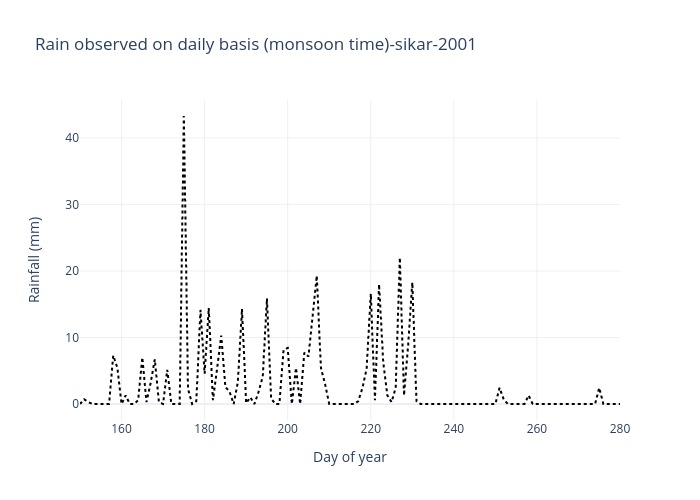 Rain observed on daily basis (monsoon time)-sikar-2001
40
30
20
10
0
Rainfall (mm)
160 180 200 220 240 260 280
Day of year